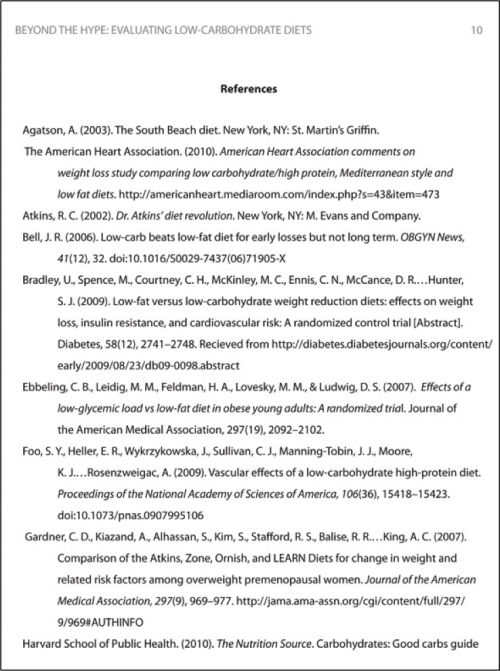 BEYOND THE HYPE: EVALUATING LOW-CARBOHYDRATE DIETS 10
References
Agatson, A. (2003). The South Beach diet. New York, NY: St. Martin's Griffin.
The American Heart Association. (2010). American Heart Association comments on
weight loss study comparing low carbohydrate/high protein, Mediterranean style and
low fat diets. http://americanheart.mediaroom.com/index.php?s=43&item=473
Atkins, R. C. (2002). Dr. Atkins' diet revolution. New York, NY: M. Evans and Company.
Bell, J. R. (2006). Low-carb beats low-fat diet for early losses but not long term. OBGYN News,
41(12), 32. doi:10.1016/S0029-7437(06)71905-X
Bradley, U., Spence, M., Courtney, C. H., McKinley, M. C., Ennis, C. N., McCance, D. R.…Hunter,
S. J. (2009). Low-fat versus low-carbohydrate weight reduction diets: effects on weight
loss, insulin resistance, and cardiovascular risk: A randomized control trial [Abstract].
Diabetes, 58(12), 2741–2748. Recieved from http://diabetes.diabetesjournals.org/content/
early/2009/08/23/db09-0098.abstract
Ebbeling, C. B., Leidig, M. M., Feldman, H. A., Lovesky, M. M., & Ludwig, D. S. (2007). Effects of a
low-glycemic load vs low-fat diet in obese young adults: A randomized trial. Journal of
the American Medical Association, 297(19), 2092–2102.
Foo, S. Y., Heller, E. R., Wykrzykowska, J., Sullivan, C. J., Manning-Tobin, J. J., Moore,
K. J.…Rosenzweigac, A. (2009). Vascular effects of a low-carbohydrate high-protein diet.
Proceedings of the National Academy of Sciences of America, 106(36), 15418–15423.
doi:10.1073/pnas.0907995106
Gardner, C. D., Kiazand, A., Alhassan, S., Kim, S., Stafford, R. S., Balise, R. R.…King, A. C. (2007).
Comparison of the Atkins, Zone, Ornish, and LEARN Diets for change in weight and
related risk factors among overweight premenopausal women. Journal of the American
Medical Association, 297(9), 969–977. http://jama.ama-assn.org/cgi/content/full/297/
9/969#AUTHINFO
Harvard School of Public Health. (2010). The Nutrition Source. Carbohydrates: Good carbs guide